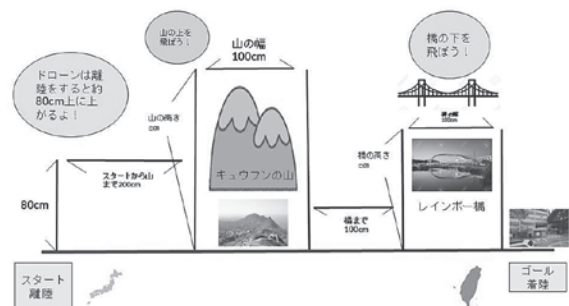 山の上を
飛ぼう！
山の幅
100cm
橋の下を
飛ぼう！
ドローンは離
陸をすると約
80cm上に上
がるよ！
山の高さ
cm
橋の高さ
cm
キュウフンの山
スタートから山
まで200cm
レインボー橋
80cm
橋まで
100cm
スタート
離陸
ゴール
着陸